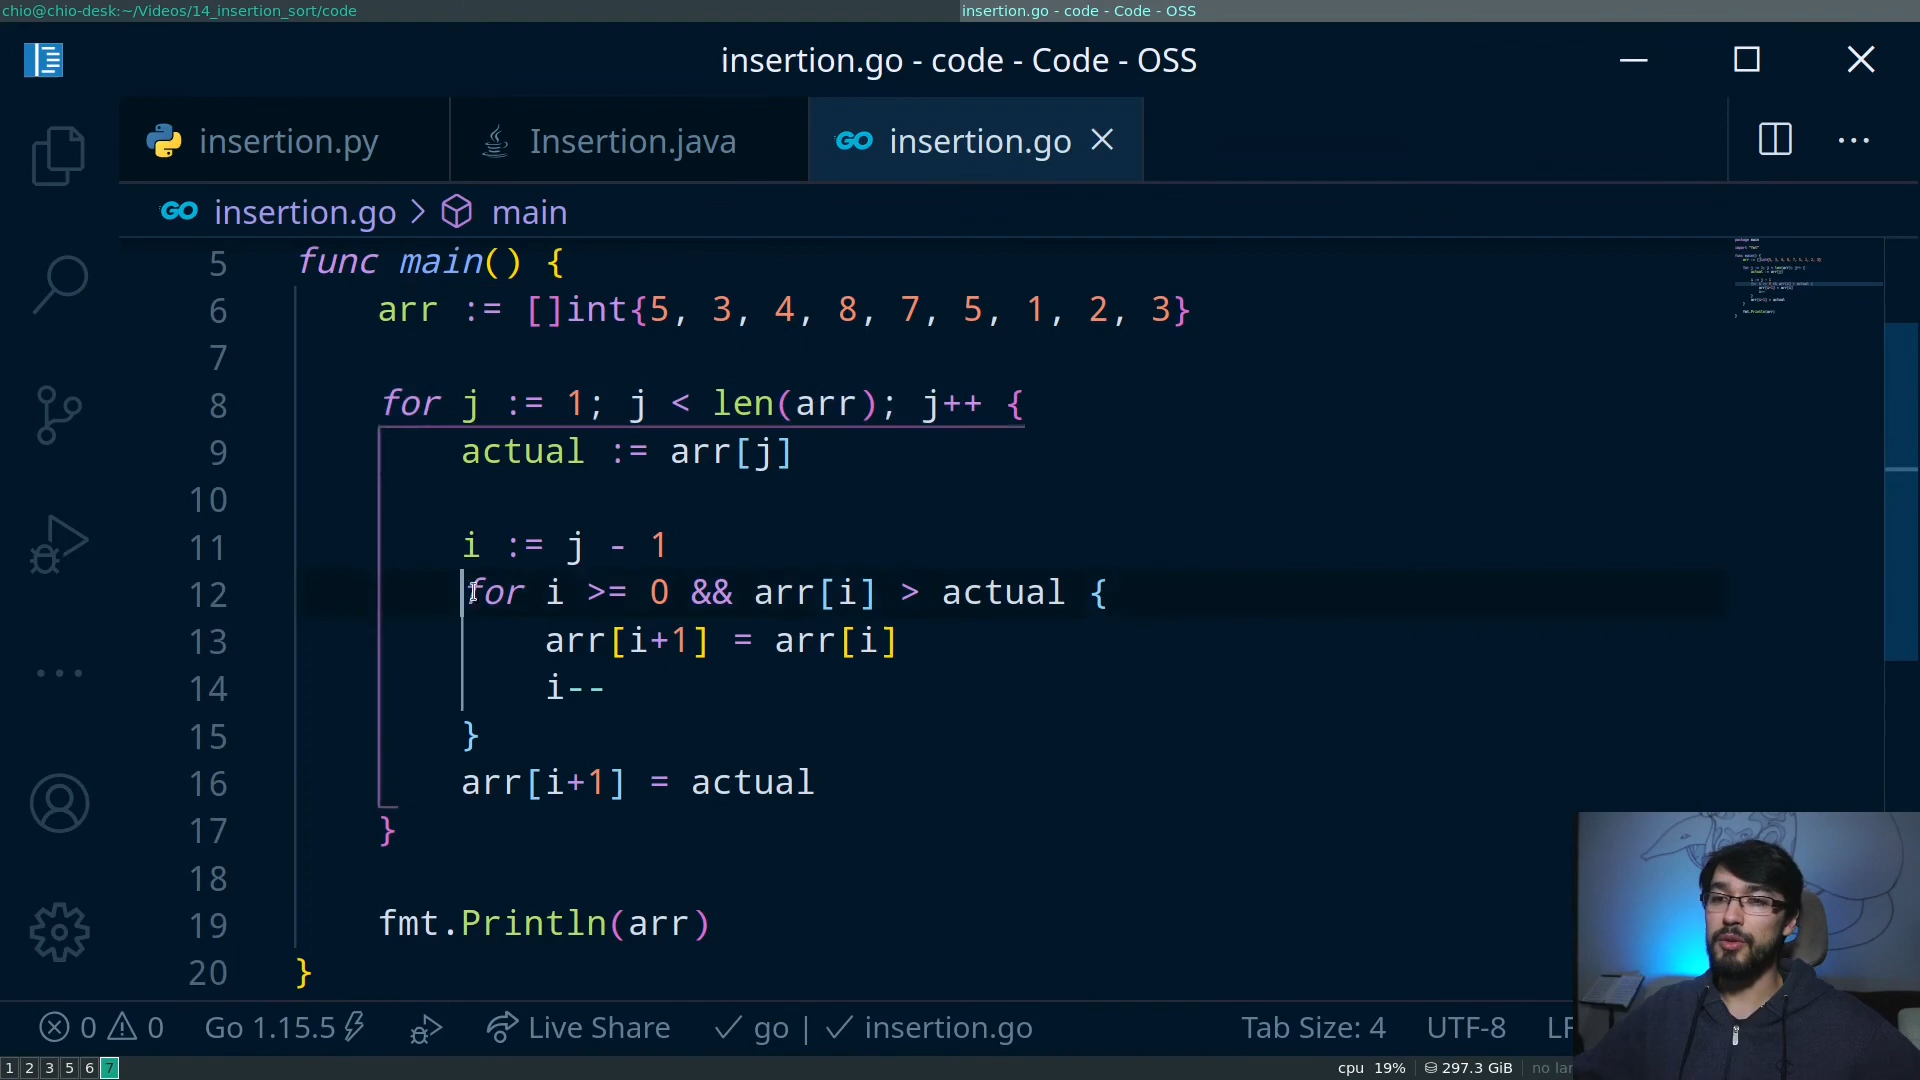 chio@chio-desk:~/Videos/14_insertion_sort/code
insertion.go - code - Code - OSS
insertion.go - code - Code - OSS
insertion.py
Insertion.java
GO insertion.go
GO insertion.go > main
5 func main() {
6 arr := []int{5, 3, 4, 8, 7, 5, 1, 2, 3}
7
8 for j := 1; j < len(arr); j++ {
9 actual := arr[j]
10
11 i := j - 1
12 for i >= 0 && arr[i] > actual {
13 arr[i+1] = arr[i]
14 i--
15 }
16 arr[i+1] = actual
17 }
18
19 fmt.Println(arr)
20 }
0 0 Go 1.15.5 Live Share go | insertion.go Tab Size: 4 UTF-8
1 2 3 5 6 7 cpu 19% 297.3 GiB no